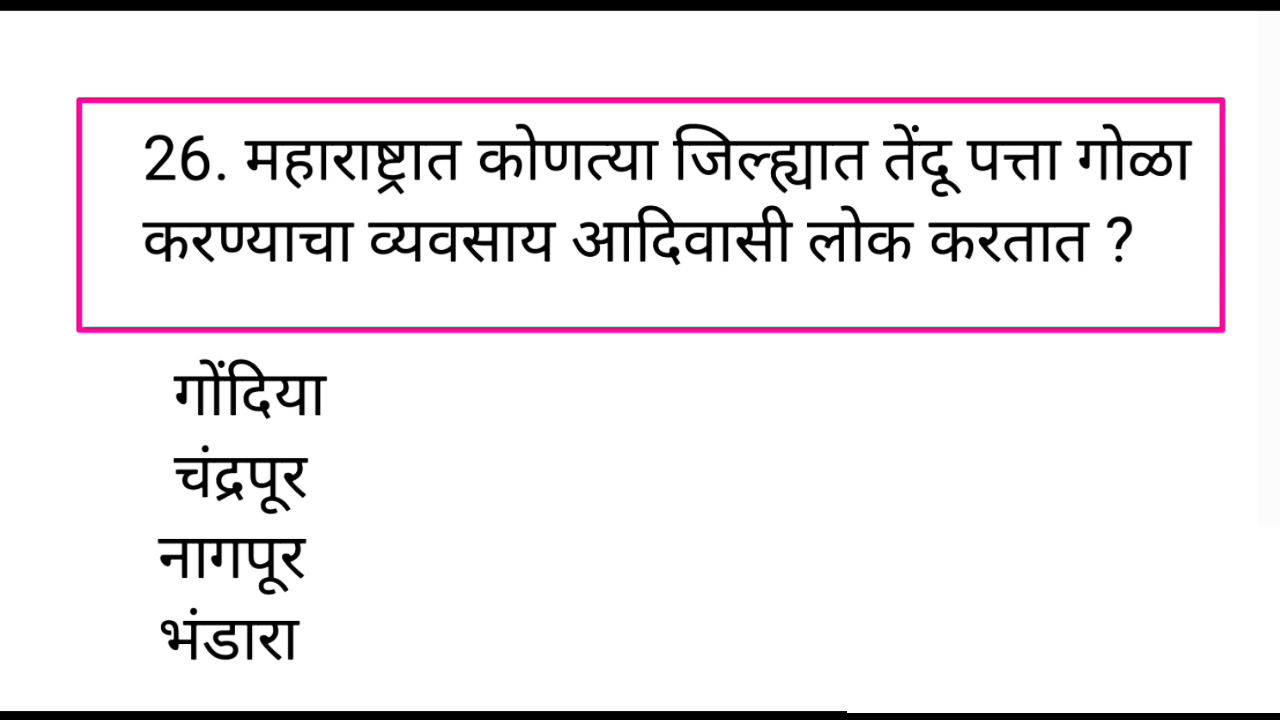 26. महाराष्ट्रात कोणत्या जिल्ह्यात तेंदू पत्ता गोळा
करण्याचा व्यवसाय आदिवासी लोक करतात ?
गोंदिया
चंद्रपूर
नागपूर
भंडारा